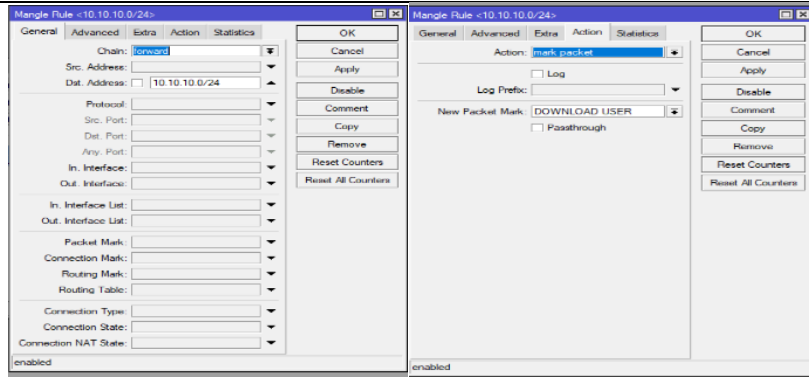 Mangle Rule <10.10.10.0/24>
General Advanced Extra Action Statistics
Chain: forward
Src. Address:
Dst. Address: 10.10.10.0/24
Protocol:
Src. Port:
Dst. Port:
Any. Port:
In. Interface:
Out. Interface:
In. Interface List:
Out. Interface List:
Packet Mark:
Connection Mark:
Routing Mark:
Routing Table:
Connection Type:
Connection State:
Connection NAT State:
OK
Cancel
Apply
Disable
Comment
Copy
Remove
Reset Counters
Reset All Counters
enabled
Mangle Rule <10.10.10.0/24>
General Advanced Extra Action Statistics
Action: mark packet
Log
Log Prefix:
New Packet Mark: DOWNLOAD USER
Passthrough
OK
Cancel
Apply
Disable
Comment
Copy
Remove
Reset Counters
Reset All Counters
enabled